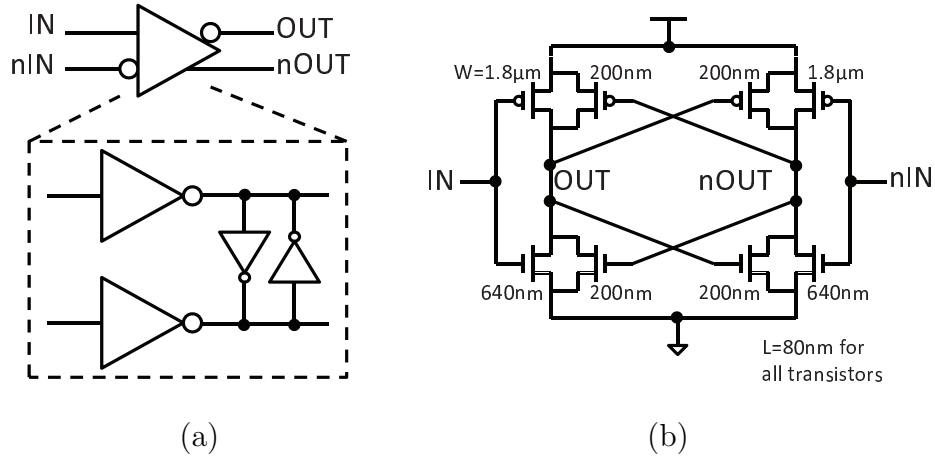 IN
OUT
nIN
nOUT
W=1.8μm
200nm
200nm
1.8μm
IN
OUT
nOUT
nIN
640nm
200nm
200nm
640nm
L=80nm for
all transistors
(a)
(b)